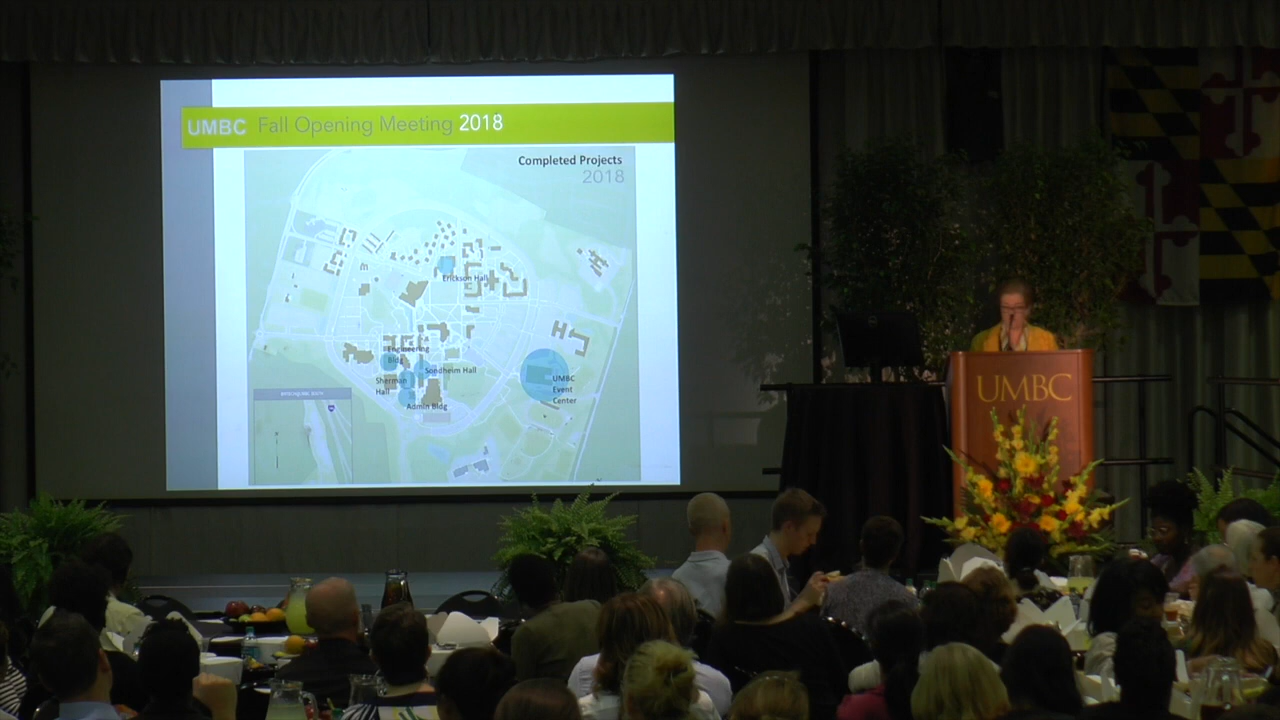 UMBC Fall Opening Meeting 2018
Completed Projects
2018
Erickson Hall
Engineering
Bldg
Sondheim Hall
Sherman
Hall
Admin Bldg
UMBC
Event
Center
UMBC